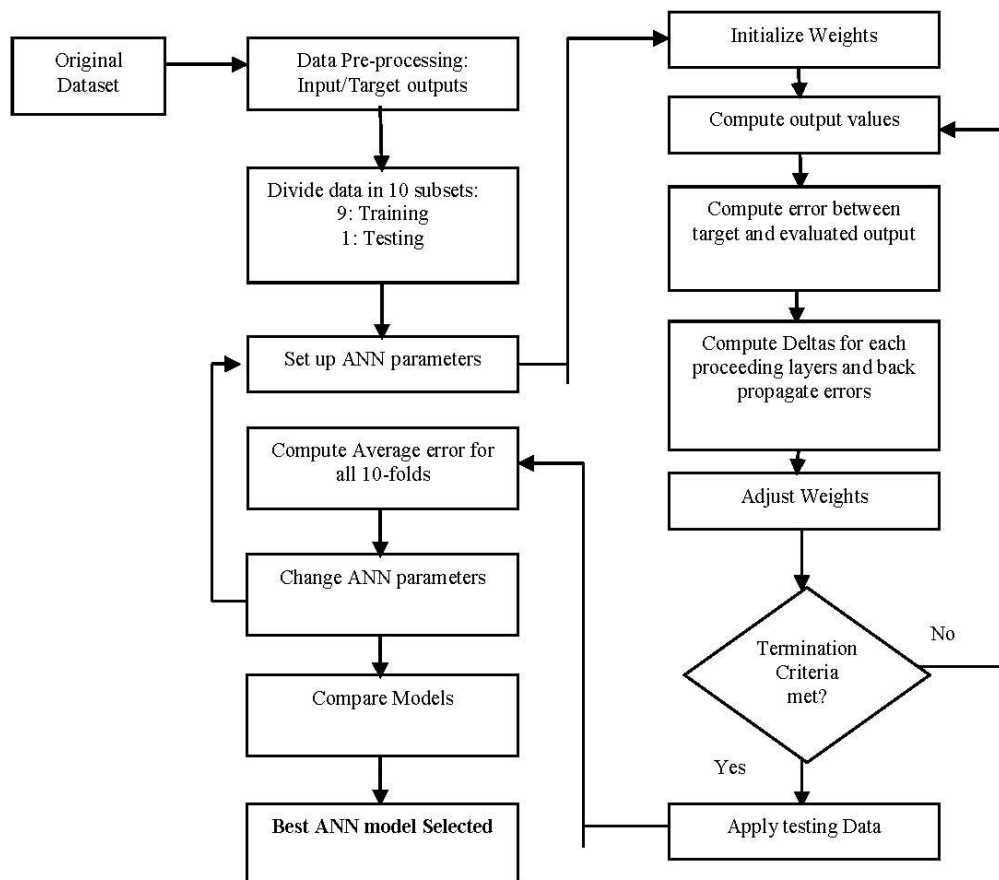 Original
Dataset
Data Pre-processing:
Input/Target outputs
Divide data in 10 subsets:
9: Training
1: Testing
Set up ANN parameters
Initialize Weights
Compute output values
Compute error between
target and evaluated output
Compute Deltas for each
proceeding layers and back
propagate errors
Adjust Weights
Termination
Criteria
met?
No
Yes
Apply testing Data
Compute Average error for
all 10-folds
Change ANN parameters
Compare Models
Best ANN model Selected